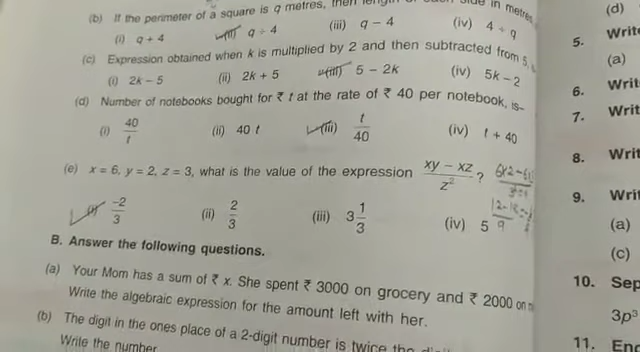 (b) If the perimeter of a square is q metres, then length of each side in metres
(i) q + 4 (ii) q ÷ 4 (iii) q – 4 (iv) 4 ÷ q
(c) Expression obtained when k is multiplied by 2 and then subtracted from 5,
(i) 2k – 5 (ii) 2k + 5 (iii) 5 – 2k (iv) 5k – 2
(d) Number of notebooks bought for ₹ t at the rate of ₹ 40 per notebook, is
(i) 40/t (ii) 40 t (iii) t/40 (iv) t + 40
(e) x = 6, y = 2, z = 3, what is the value of the expression xy – xz / z² ?
(i) –2/3 (ii) 2/3 (iii) 3 1/3 (iv) 5
B. Answer the following questions.
(a) Your Mom has a sum of ₹ x. She spent ₹ 3000 on grocery and ₹ 2000 on
Write the algebraic expression for the amount left with her.
(b) The digit in the ones place of a 2-digit number is twice the
Write the number
(d)
5. Write
(a)
6. Writ
7. Writ
8. Writ
9. Writ
(a)
(c)
10. Sep
3p³
11. Enc